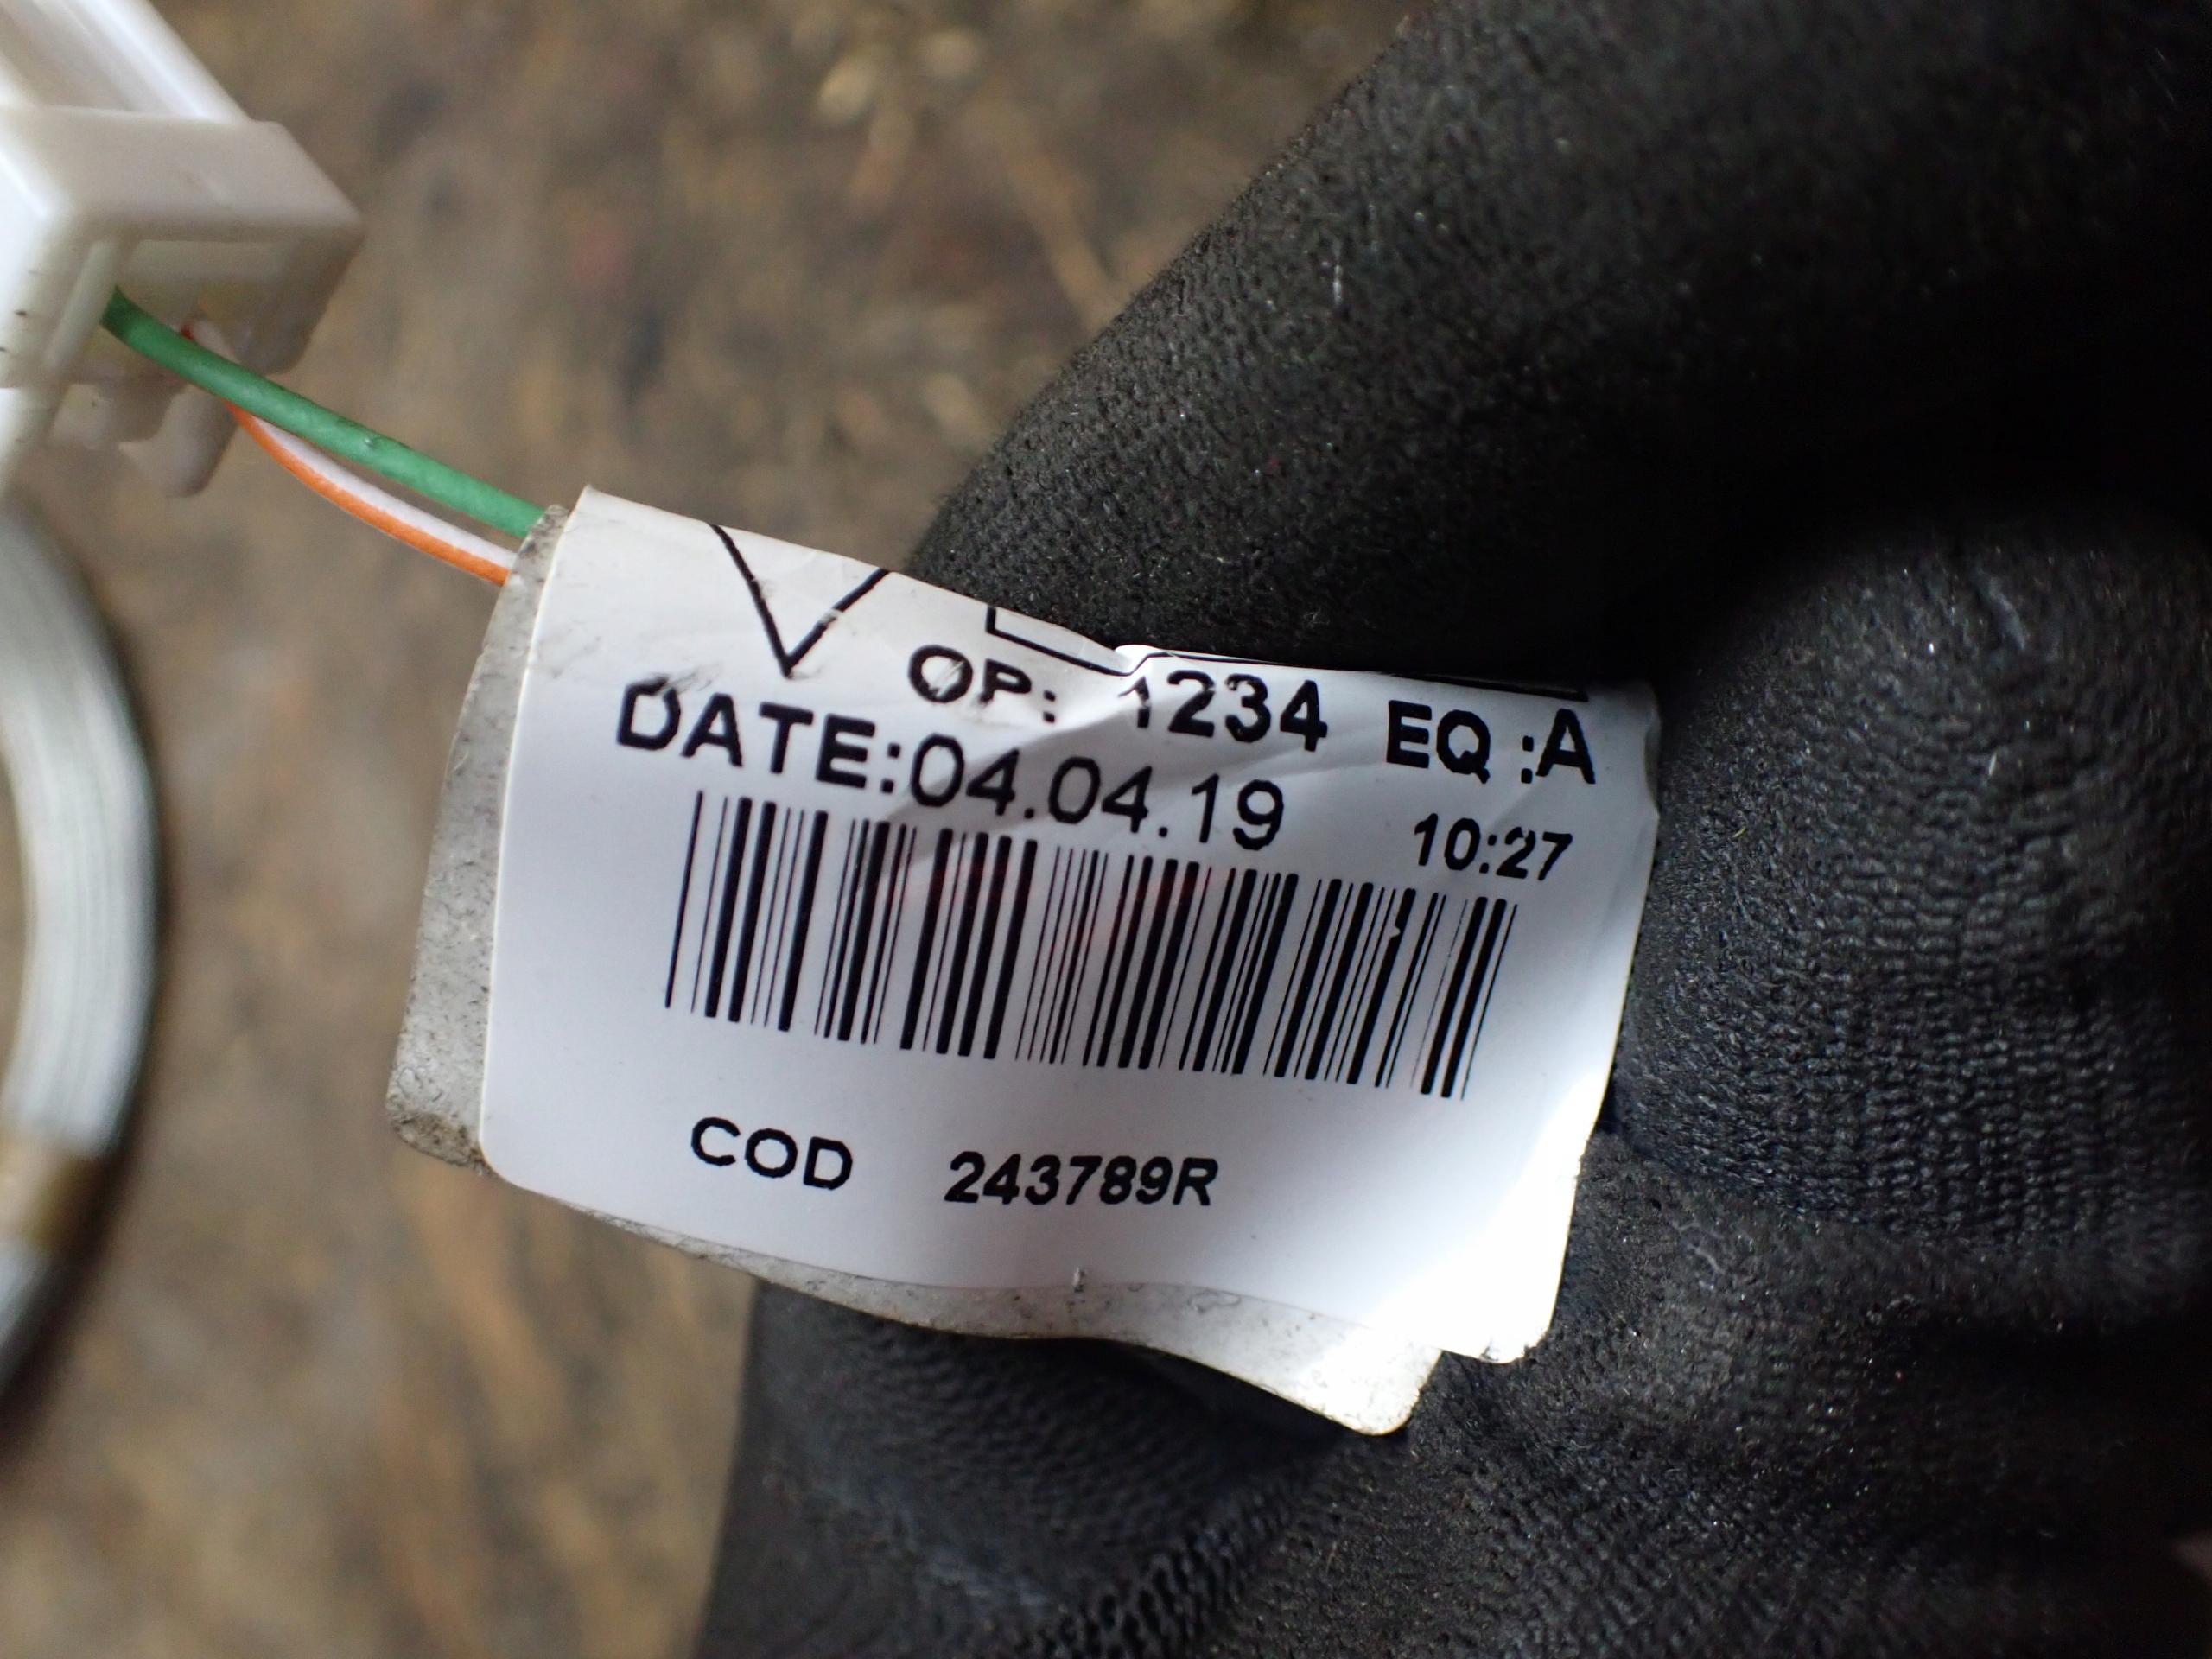 OP: 1234 EQ :A
DATE:04.04.19 10:27
COD 243789R